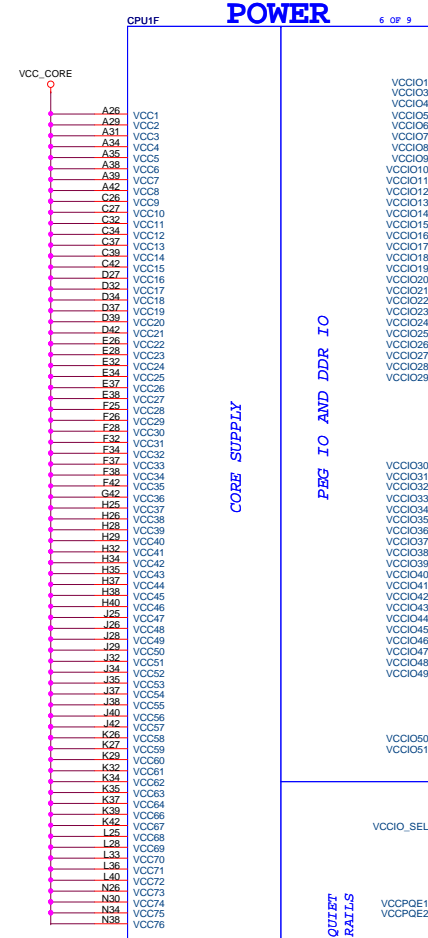 POWER
CPU1F
6 OF 9
VCC_CORE
A26 VCC1
A29 VCC2
A31 VCC3
A34 VCC4
A35 VCC5
A38 VCC6
A39 VCC7
A42 VCC8
C26 VCC9
C27 VCC10
C32 VCC11
C34 VCC12
C37 VCC13
C39 VCC14
C42 VCC15
D27 VCC16
D32 VCC17
D34 VCC18
D37 VCC19
D39 VCC20
D42 VCC21
E26 VCC22
E28 VCC23
E32 VCC24
E34 VCC25
E37 VCC26
E38 VCC27
F25 VCC28
F26 VCC29
F28 VCC30
F32 VCC31
F34 VCC32
F37 VCC33
F38 VCC34
F42 VCC35
G42 VCC36
H25 VCC37
H26 VCC38
H28 VCC39
H29 VCC40
H32 VCC41
H34 VCC42
H35 VCC43
H37 VCC44
H38 VCC45
H40 VCC46
J25 VCC47
J26 VCC48
J28 VCC49
J29 VCC50
J32 VCC51
J34 VCC52
J35 VCC53
J37 VCC54
J38 VCC55
J40 VCC56
J42 VCC57
K26 VCC58
K27 VCC59
K29 VCC60
K32 VCC61
K34 VCC62
K35 VCC63
K37 VCC64
K39 VCC66
K42 VCC67
L25 VCC68
L28 VCC69
L33 VCC70
L36 VCC71
L40 VCC72
N26 VCC73
N30 VCC74
N34 VCC75
N38 VCC76
CORE SUPPLY
PEG IO AND DDR IO
VCCIO1
VCCIO3
VCCIO4
VCCIO5
VCCIO6
VCCIO7
VCCIO8
VCCIO9
VCCIO10
VCCIO11
VCCIO12
VCCIO13
VCCIO14
VCCIO15
VCCIO16
VCCIO17
VCCIO18
VCCIO19
VCCIO20
VCCIO21
VCCIO22
VCCIO23
VCCIO24
VCCIO25
VCCIO26
VCCIO27
VCCIO28
VCCIO29
VCCIO30
VCCIO31
VCCIO32
VCCIO33
VCCIO34
VCCIO35
VCCIO36
VCCIO37
VCCIO38
VCCIO39
VCCIO40
VCCIO41
VCCIO42
VCCIO43
VCCIO44
VCCIO45
VCCIO46
VCCIO47
VCCIO48
VCCIO49
VCCIO50
VCCIO51
VCCIO_SEL
QUIET
RAILS
VCCPQE1
VCCPQE2